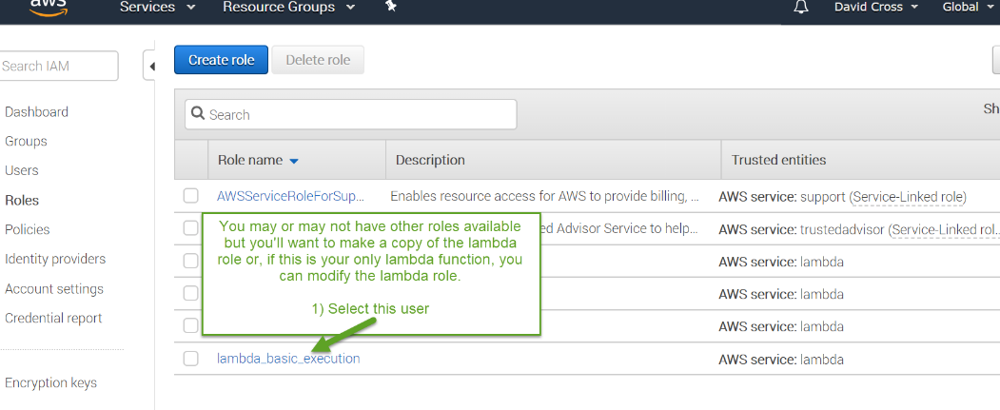 aws
Services
Resource Groups
David Cross
Global
Search IAM
Create role
Delete role
Dashboard
Groups
Users
Roles
Policies
Identity providers
Account settings
Credential report
Encryption keys
Search
Sh
Role name
Description
Trusted entities
AWSServiceRoleForSup...
Enables resource access for AWS to provide billing, ...
AWS service: support (Service-Linked role)
ed Advisor Service to help...
AWS service: trustedadvisor (Service-Linked rol...
You may or may not have other roles available
but you'll want to make a copy of the lambda
role or, if this is your only lambda function, you
can modify the lambda role.
1) Select this user
AWS service: lambda
AWS service: lambda
AWS service: lambda
lambda_basic_execution
AWS service: lambda